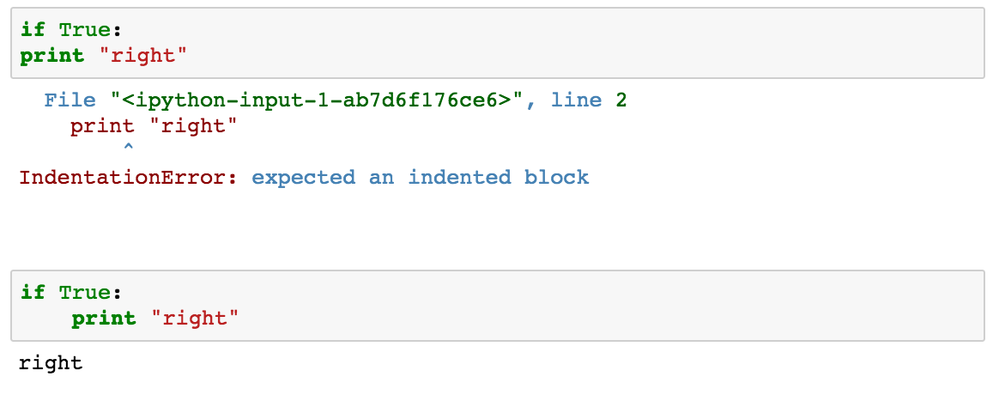 if True:
print "right"
  File "<ipython-input-1-ab7d6f176ce6>", line 2
    print "right"
        ^
IndentationError: expected an indented block
if True:
    print "right"
right